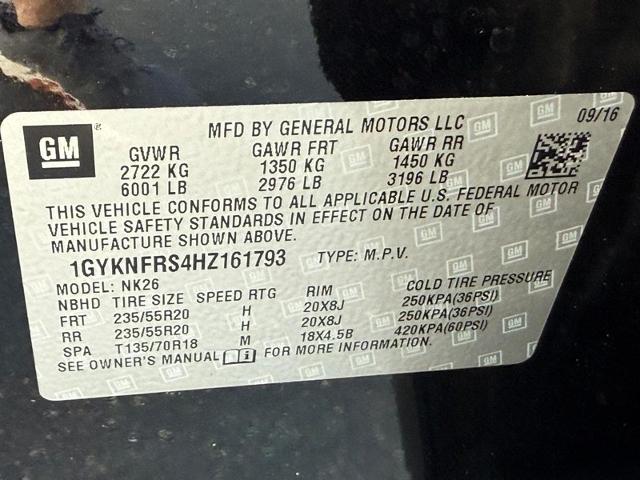 GM ®
MFD BY GENERAL MOTORS LLC
09/16
GVWR GAWR FRT GAWR RR
2722 KG 1350 KG 1450 KG
6001 LB 2976 LB 3196 LB
THIS VEHICLE CONFORMS TO ALL APPLICABLE U.S. FEDERAL MOTOR
VEHICLE SAFETY STANDARDS IN EFFECT ON THE DATE OF
MANUFACTURE SHOWN ABOVE.
1GYKNFRS4HZ161793 TYPE: M.P.V.
MODEL: NK26
NBHD TIRE SIZE SPEED RTG RIM COLD TIRE PRESSURE
FRT 235/55R20 H 20X8J 250KPA(36PSI)
RR 235/55R20 H 20X8J 250KPA(36PSI)
SPA T135/70R18 M 18X4.5B 420KPA(60PSI)
SEE OWNER'S MANUAL FOR MORE INFORMATION.